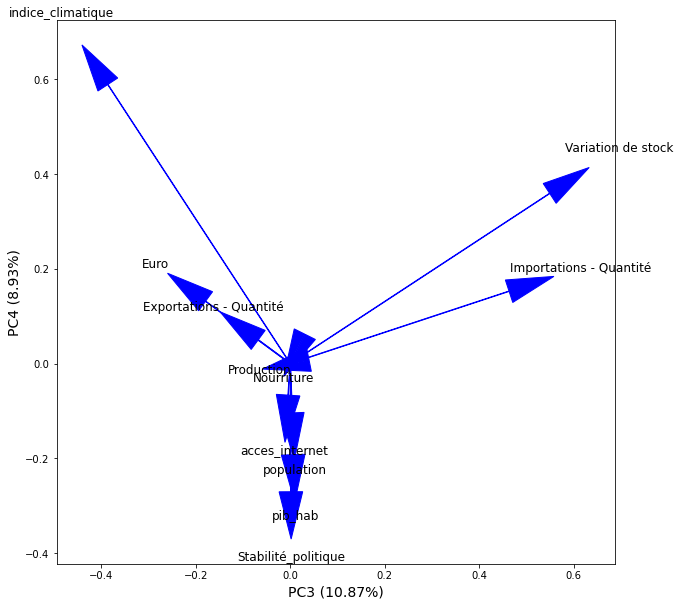 indice_climatique
0.6
Variation de stock
0.4
Importations - Quantité
Euro
0.2
Exportations - Quantité
PC4 (8.93%)
0.0
Production
Nourriture
acces_internet
−0.2
population
pib_hab
Stabilité_politique
−0.4
−0.4
−0.2
0.0
0.2
0.4
0.6
PC3 (10.87%)